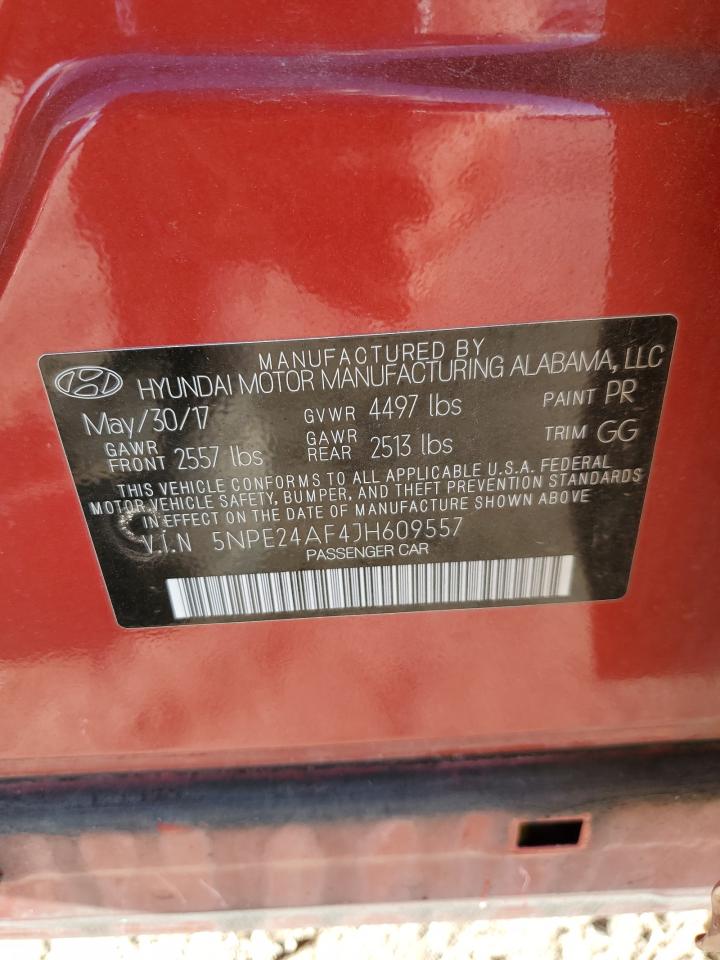 MANUFACTURED BY
HYUNDAI MOTOR MANUFACTURING ALABAMA, LLC
May/30/17 GVWR 4497 lbs PAINT PR
GAWR FRONT 2557 lbs GAWR REAR 2513 lbs TRIM GG
THIS VEHICLE CONFORMS TO ALL APPLICABLE U.S.A. FEDERAL
MOTOR VEHICLE SAFETY, BUMPER, AND THEFT PREVENTION STANDARDS
IN EFFECT ON THE DATE OF MANUFACTURE SHOWN ABOVE
V.I.N 5NPE24AF4JH609557
PASSENGER CAR